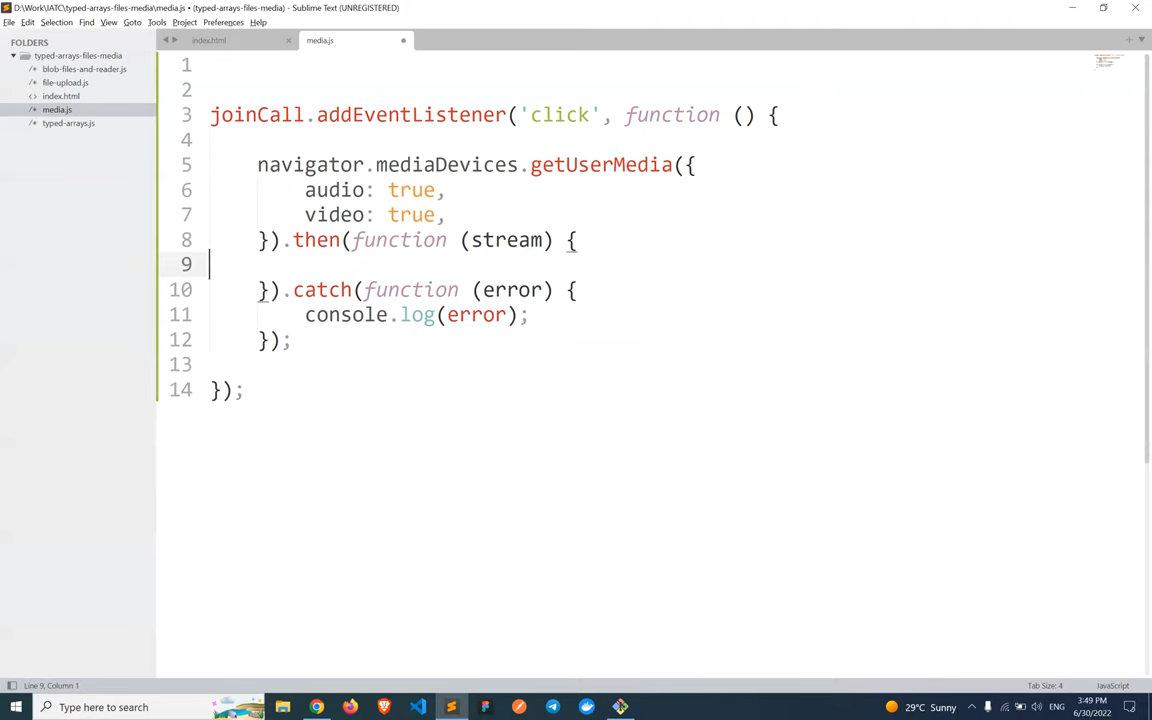 D:\Work\IATC\typed-arrays-files-media\media.js • (typed-arrays-files-media) - Sublime Text (UNREGISTERED)
File Edit Selection Find View Goto Tools Project Preferences Help
FOLDERS
typed-arrays-files-media
/* blob-files-and-reader.js
/* file-upload.js
<> index.html
/* media.js
/* typed-arrays.js
index.html
media.js
1
2
3 joinCall.addEventListener('click', function () {
4
5 navigator.mediaDevices.getUserMedia({
6 audio: true,
7 video: true,
8 }).then(function (stream) {
9
10 }).catch(function (error) {
11 console.log(error);
12 });
13
14 });
Line 9, Column 1
Tab Size: 4
JavaScript
Type here to search
29°C Sunny
ENG
3:49 PM
6/30/2022